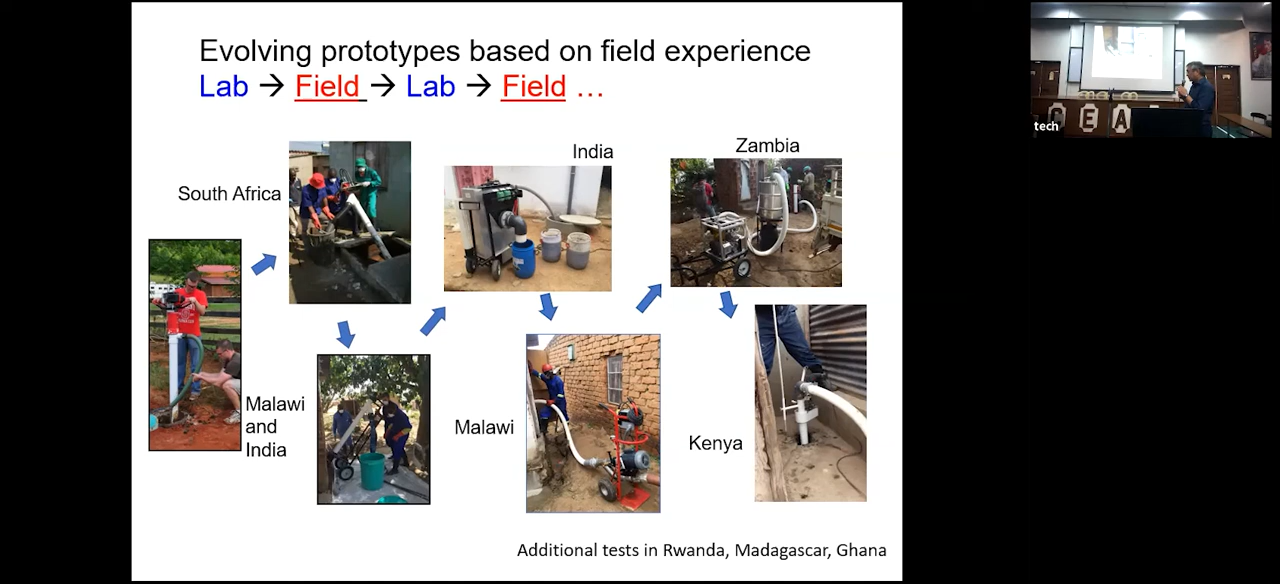 Evolving prototypes based on field experience
Lab → Field → Lab → Field ...
South Africa
India
Zambia
Malawi
and
India
Malawi
Kenya
Additional tests in Rwanda, Madagascar, Ghana
tech
C E A